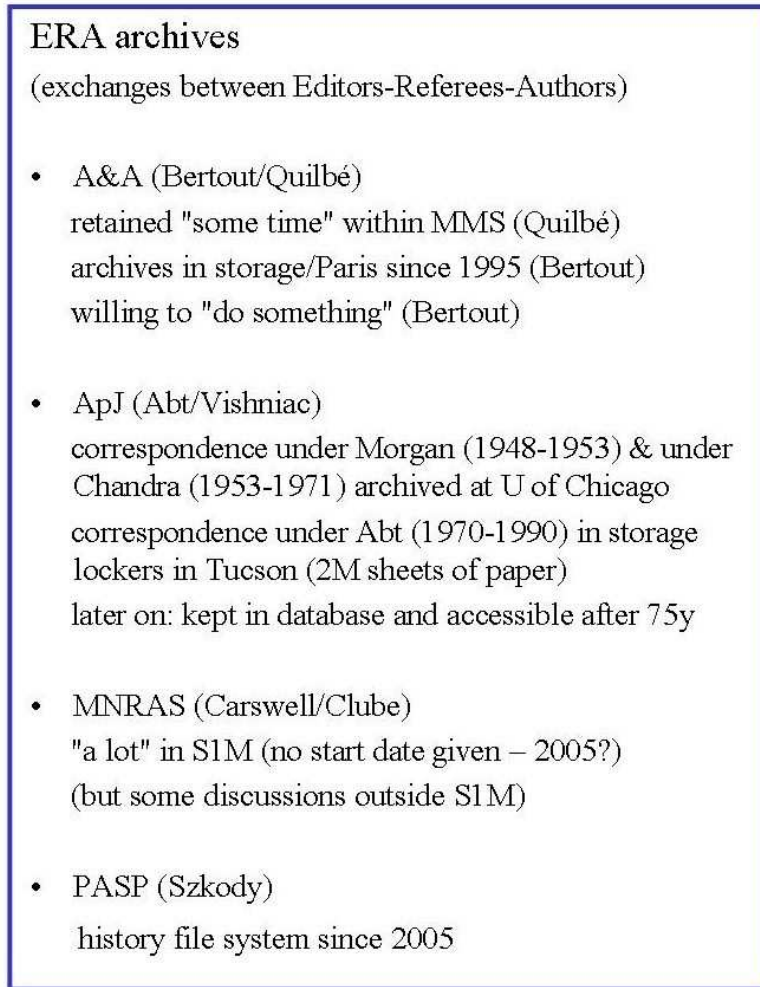 ERA archives
(exchanges between Editors-Referees-Authors)
• A&A (Bertout/Quilbé)
retained "some time" within MMS (Quilbé)
archives in storage/Paris since 1995 (Bertout)
willing to "do something" (Bertout)
• ApJ (Abt/Vishniac)
correspondence under Morgan (1948-1953) & under
Chandra (1953-1971) archived at U of Chicago
correspondence under Abt (1970-1990) in storage
lockers in Tucson (2M sheets of paper)
later on: kept in database and accessible after 75y
• MNRAS (Carswell/Clube)
"a lot" in S1M (no start date given – 2005?)
(but some discussions outside S1M)
• PASP (Szkody)
history file system since 2005